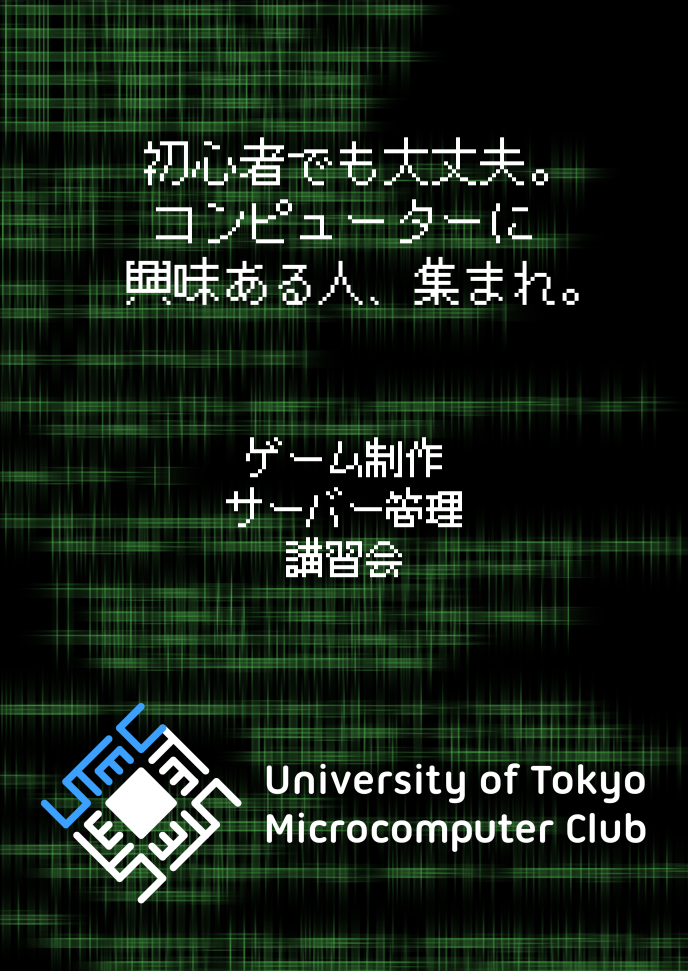 初心者でも大丈夫。
コンピューターに
興味ある人、集まれ。
ゲーム制作
サーバー管理
講習会
University of Tokyo
Microcomputer Club